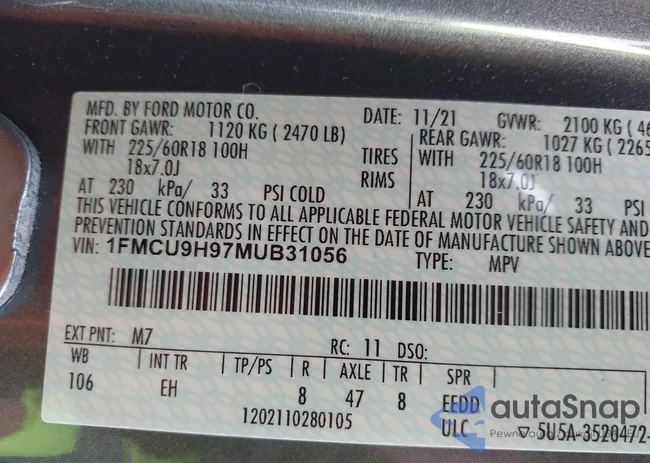 MFD. BY FORD MOTOR CO. DATE: 11/21 GVWR: 2100 KG ( 46
FRONT GAWR: 1120 KG ( 2470 LB) REAR GAWR: 1027 KG ( 2265
WITH 225/60R18 100H TIRES WITH 225/60R18 100H
18x7.0J RIMS 18x7.0J
AT 230 kPa/ 33 PSI COLD AT 230 kPa/ 33 PSI
THIS VEHICLE CONFORMS TO ALL APPLICABLE FEDERAL MOTOR VEHICLE SAFETY AND
PREVENTION STANDARDS IN EFFECT ON THE DATE OF MANUFACTURE SHOWN ABOVE
VIN: 1FMCU9H97MUB31056 TYPE: MPV
EXT PNT: M7 RC: 11 DSO:
WB INT TR TP/PS R AXLE TR SPR
106 EH 8 47 8 EEDD
1202110280105 ULC ▽ 5U5A-3520472-
autoSnap